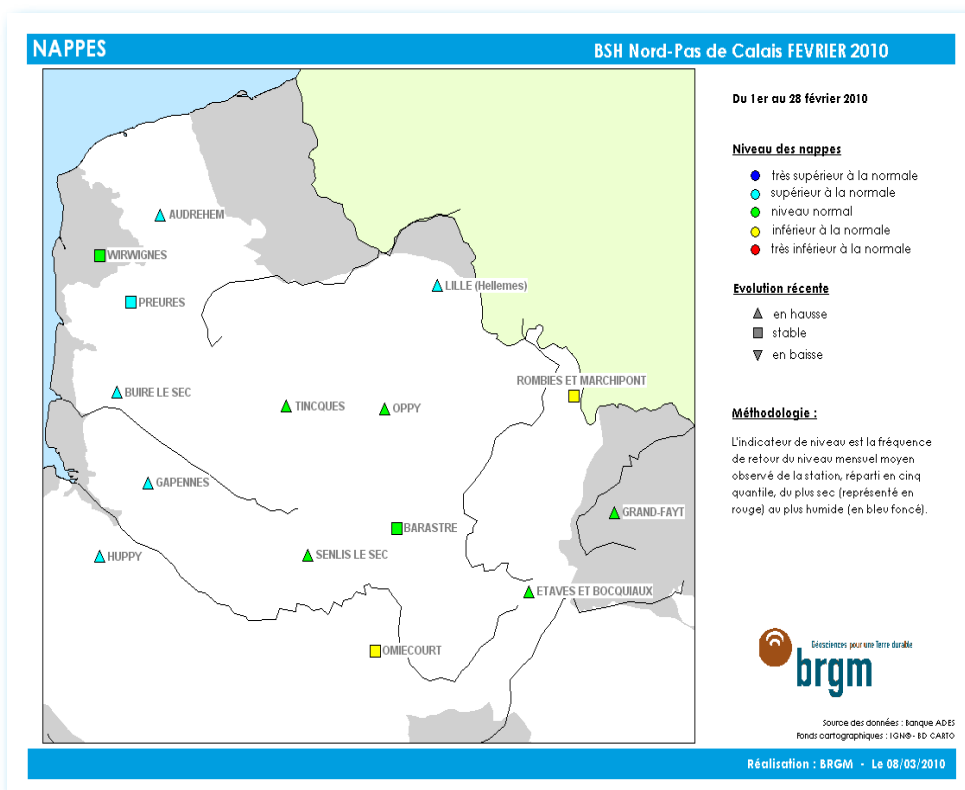 NAPPES
BSH Nord-Pas de Calais FEVRIER 2010
Du 1er au 28 février 2010
Niveau des nappes
très supérieur à la normale
supérieur à la normale
niveau normal
inférieur à la normale
très inférieur à la normale
Evolution récente
en hausse
stable
en baisse
Méthodologie :
L'indicateur de niveau est la fréquence
de retour du niveau mensuel moyen
observé de la station, réparti en cinq
quantile, du plus sec (représenté en
rouge) au plus humide (en bleu foncé).
AUDREHEM
WIRWIGNES
LILLE (Hellemes)
PREURES
ROMBIES ET MARCHIPONT
BUIRE LE SEC
TINCQUES
OPPY
GAPENNES
GRAND-FAYT
BARASTRE
HUPPY
SENLIS LE SEC
ETAVES ET BOCQUIAUX
OMIECOURT
Géosciences pour une Terre durable
brgm
Source des données : Banque ADES
Fonds cartographiques : IGN® - BD CARTO
Réalisation : BRGM - Le 08/03/2010